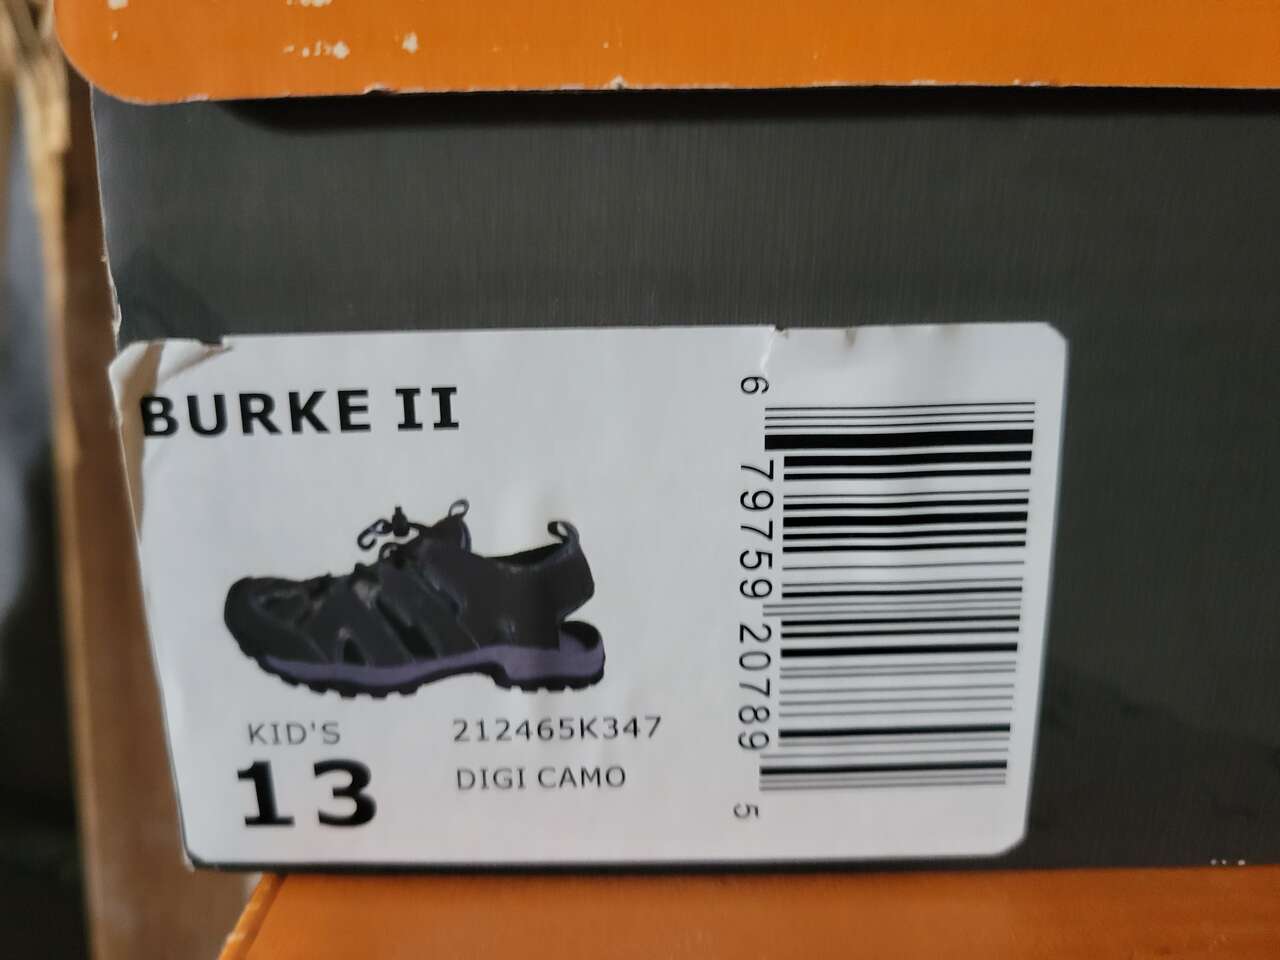 BURKE II
KID'S
13
212465K347
DIGI CAMO
6 79759 20789 5